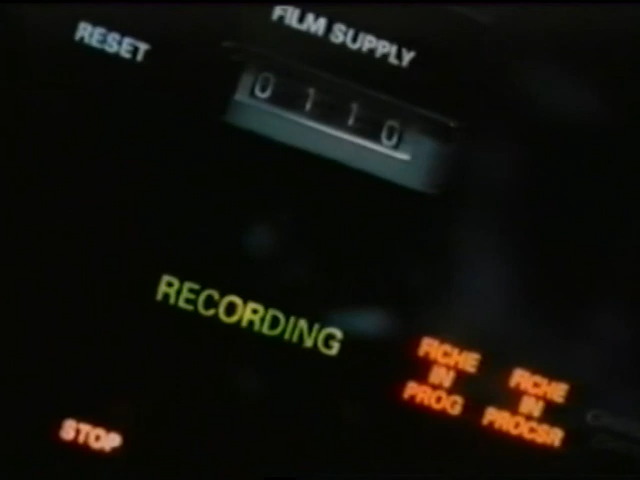 FILM SUPPLY
RESET
0110
RECORDING
FICHE
IN
PROG
FICHE
IN
PROCSR
STOP